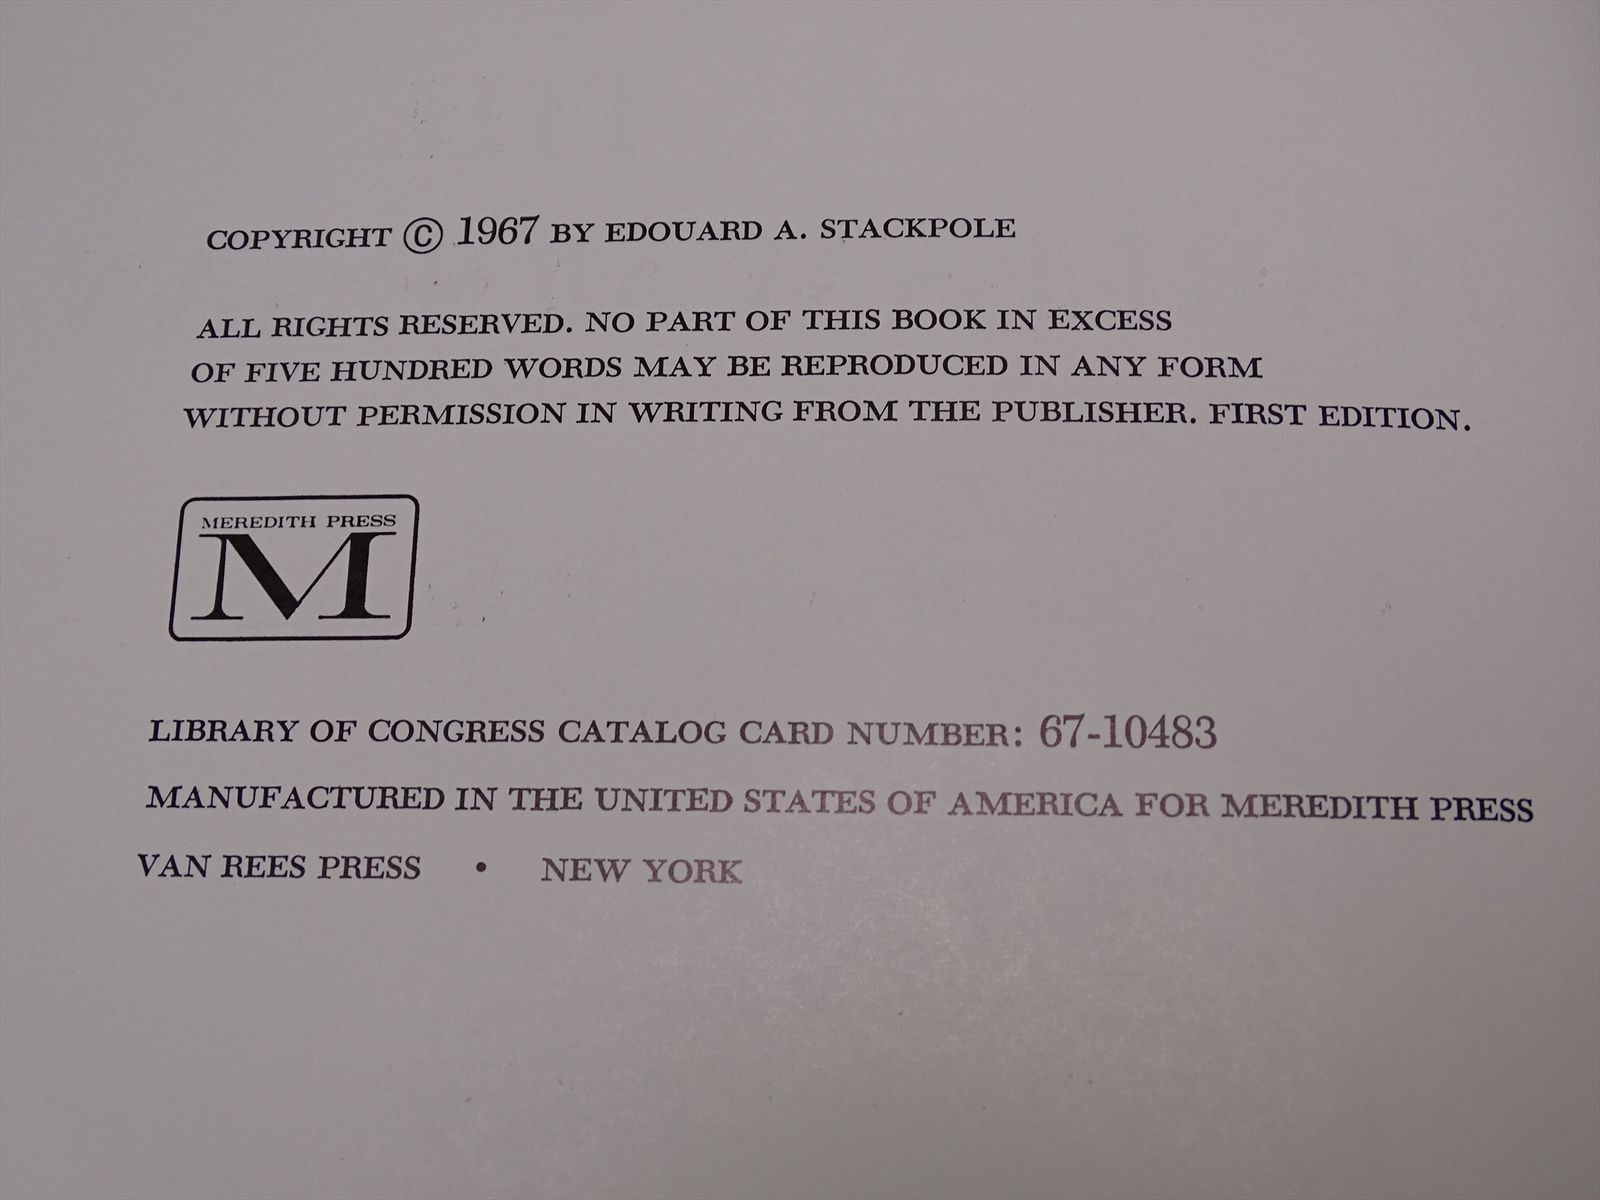 COPYRIGHT © 1967 BY EDOUARD A. STACKPOLE
ALL RIGHTS RESERVED. NO PART OF THIS BOOK IN EXCESS
OF FIVE HUNDRED WORDS MAY BE REPRODUCED IN ANY FORM
WITHOUT PERMISSION IN WRITING FROM THE PUBLISHER. FIRST EDITION.
MEREDITH PRESS
M
LIBRARY OF CONGRESS CATALOG CARD NUMBER: 67-10483
MANUFACTURED IN THE UNITED STATES OF AMERICA FOR MEREDITH PRESS
VAN REES PRESS • NEW YORK